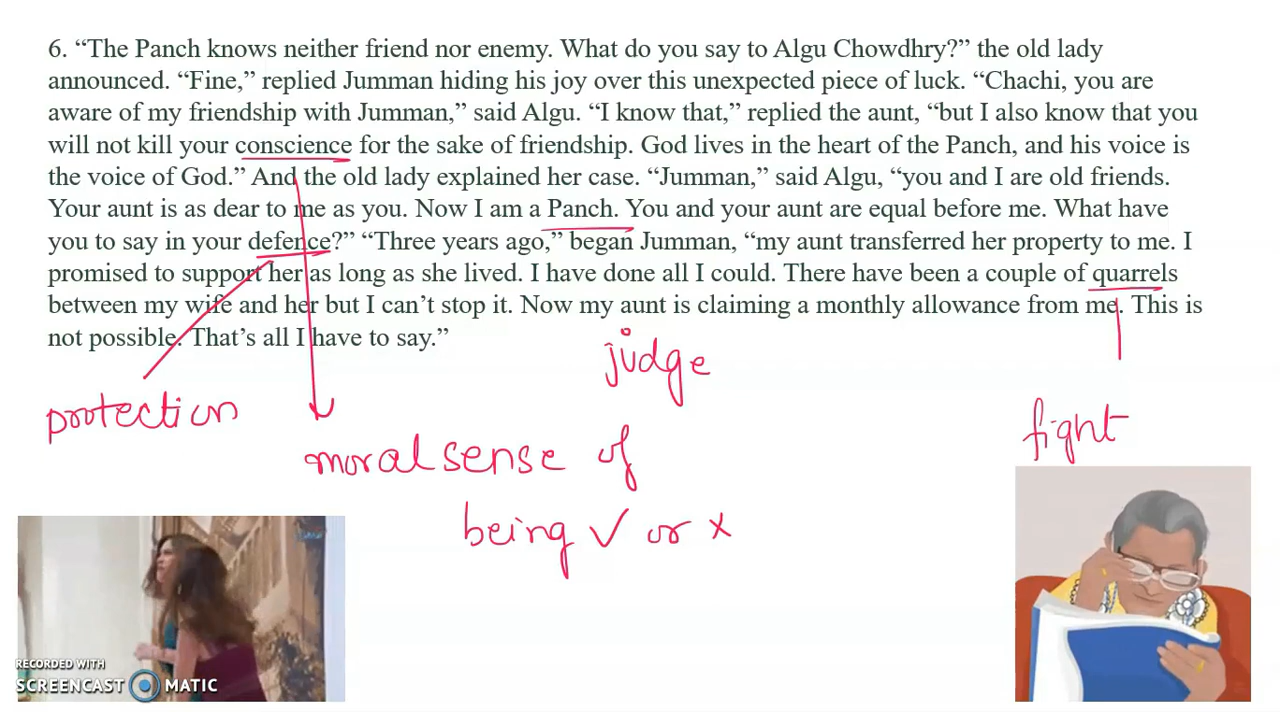 6. “The Panch knows neither friend nor enemy. What do you say to Algu Chowdhry?” the old lady
announced. “Fine,” replied Jumman hiding his joy over this unexpected piece of luck. “Chachi, you are
aware of my friendship with Jumman,” said Algu. “I know that,” replied the aunt, “but I also know that you
will not kill your conscience for the sake of friendship. God lives in the heart of the Panch, and his voice is
the voice of God.” And the old lady explained her case. “Jumman,” said Algu, “you and I are old friends.
Your aunt is as dear to me as you. Now I am a Panch. You and your aunt are equal before me. What have
you to say in your defence?” “Three years ago,” began Jumman, “my aunt transferred her property to me. I
promised to support her as long as she lived. I have done all I could. There have been a couple of quarrels
between my wife and her but I can’t stop it. Now my aunt is claiming a monthly allowance from me. This is
not possible. That’s all I have to say.”
judge
protection
fight
moral sense of
being ✓ or ×
RECORDED WITH
SCREENCAST MATIC